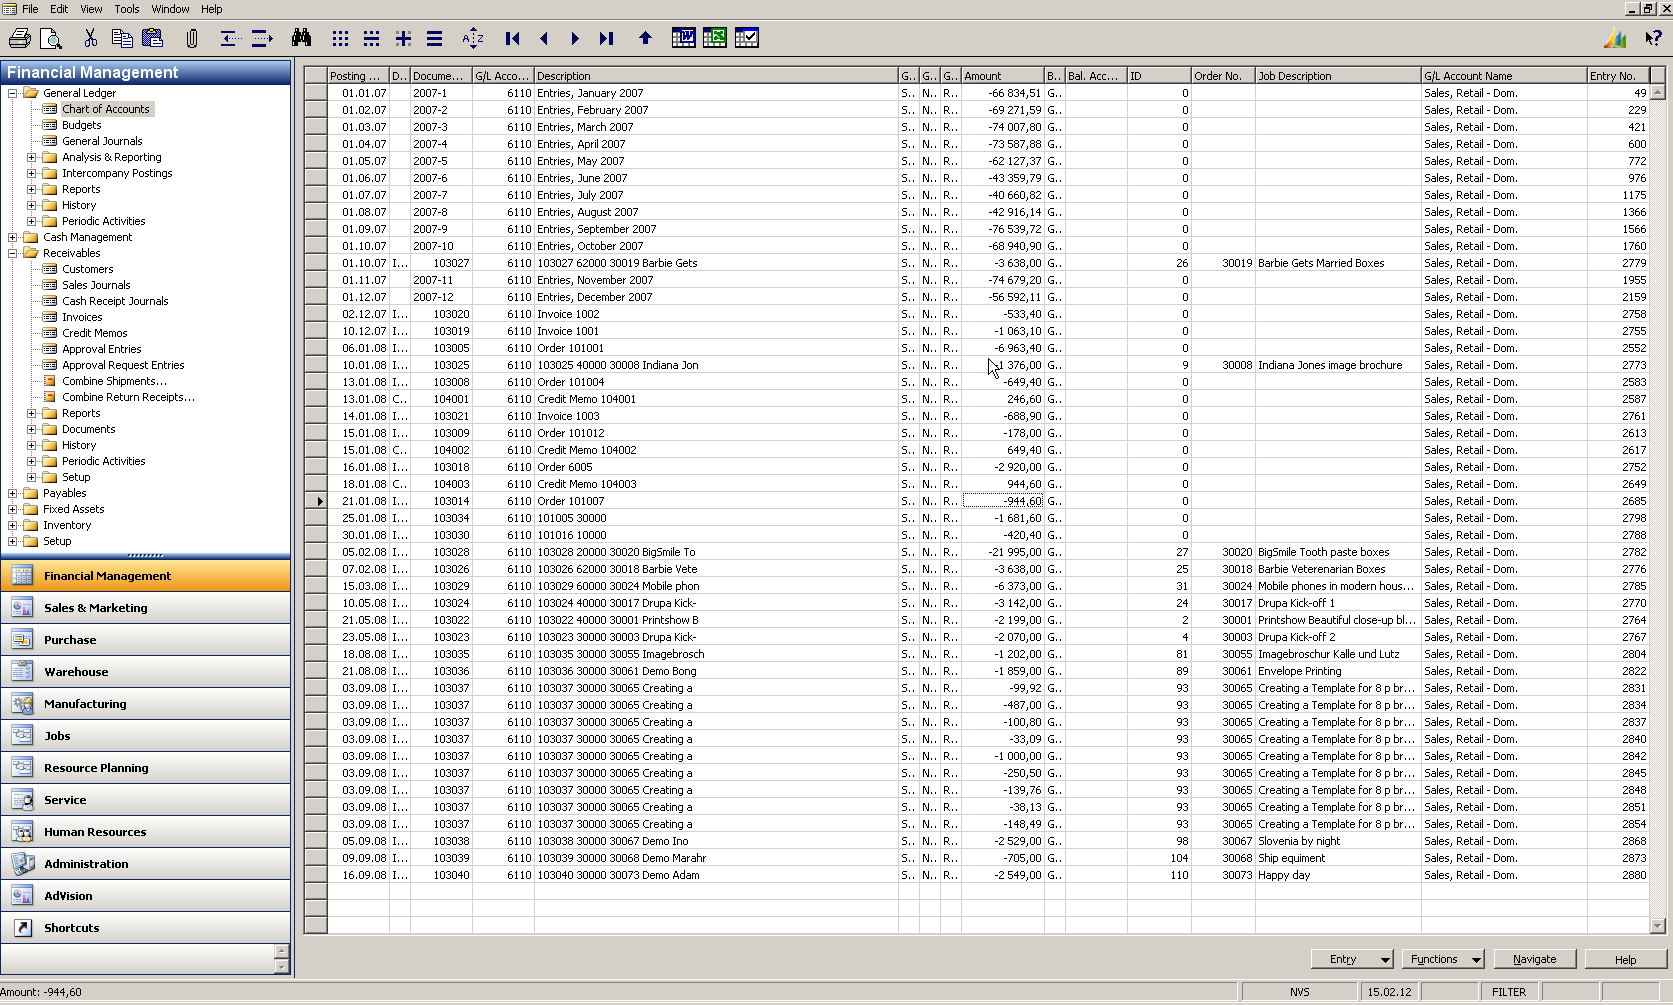 File Edit View Tools Window Help
Financial Management
General Ledger
Chart of Accounts
Budgets
General Journals
Analysis & Reporting
Intercompany Postings
Reports
History
Periodic Activities
Cash Management
Receivables
Customers
Sales Journals
Cash Receipt Journals
Invoices
Credit Memos
Approval Entries
Approval Request Entries
Combine Shipments...
Combine Return Receipts...
Reports
Documents
History
Periodic Activities
Setup
Payables
Fixed Assets
Inventory
Setup
Financial Management
Sales & Marketing
Purchase
Warehouse
Manufacturing
Jobs
Resource Planning
Service
Human Resources
Administration
AdVision
Shortcuts
Posting ... D.. Docume... G/L Acco... Description G.. G.. G.. Amount B.. Bal. Acc... ID Order No. Job Description G/L Account Name Entry No.
01.01.07 2007-1 6110 Entries, January 2007 S.. N.. R.. -66 834,51 G.. 0 Sales, Retail - Dom. 49
01.02.07 2007-2 6110 Entries, February 2007 S.. N.. R.. -69 271,59 G.. 0 Sales, Retail - Dom. 229
01.03.07 2007-3 6110 Entries, March 2007 S.. N.. R.. -74 007,80 G.. 0 Sales, Retail - Dom. 421
01.04.07 2007-4 6110 Entries, April 2007 S.. N.. R.. -73 587,88 G.. 0 Sales, Retail - Dom. 600
01.05.07 2007-5 6110 Entries, May 2007 S.. N.. R.. -62 127,37 G.. 0 Sales, Retail - Dom. 772
01.06.07 2007-6 6110 Entries, June 2007 S.. N.. R.. -43 359,79 G.. 0 Sales, Retail - Dom. 976
01.07.07 2007-7 6110 Entries, July 2007 S.. N.. R.. -40 660,82 G.. 0 Sales, Retail - Dom. 1175
01.08.07 2007-8 6110 Entries, August 2007 S.. N.. R.. -42 916,14 G.. 0 Sales, Retail - Dom. 1366
01.09.07 2007-9 6110 Entries, September 2007 S.. N.. R.. -76 539,72 G.. 0 Sales, Retail - Dom. 1566
01.10.07 2007-10 6110 Entries, October 2007 S.. N.. R.. -68 940,90 G.. 0 Sales, Retail - Dom. 1760
01.10.07 I... 103027 6110 103027 62000 30019 Barbie Gets S.. N.. R.. -3 638,00 G.. 26 30019 Barbie Gets Married Boxes Sales, Retail - Dom. 2779
01.11.07 2007-11 6110 Entries, November 2007 S.. N.. R.. -74 679,20 G.. 0 Sales, Retail - Dom. 1955
01.12.07 2007-12 6110 Entries, December 2007 S.. N.. R.. -56 592,11 G.. 0 Sales, Retail - Dom. 2159
02.12.07 I... 103020 6110 Invoice 1002 S.. N.. R.. -533,40 G.. 0 Sales, Retail - Dom. 2758
10.12.07 I... 103019 6110 Invoice 1001 S.. N.. R.. -1 063,10 G.. 0 Sales, Retail - Dom. 2755
06.01.08 I... 103005 6110 Order 101001 S.. N.. R.. -6 963,40 G.. 0 Sales, Retail - Dom. 2552
10.01.08 I... 103025 6110 103025 40000 30008 Indiana Jon S.. N.. R.. 1 376,00 G.. 9 30008 Indiana Jones image brochure Sales, Retail - Dom. 2773
13.01.08 I... 103008 6110 Order 101004 S.. N.. R.. -649,40 G.. 0 Sales, Retail - Dom. 2583
13.01.08 C.. 104001 6110 Credit Memo 104001 S.. N.. R.. 246,60 G.. 0 Sales, Retail - Dom. 2587
14.01.08 I... 103021 6110 Invoice 1003 S.. N.. R.. -688,90 G.. 0 Sales, Retail - Dom. 2761
15.01.08 I... 103009 6110 Order 101012 S.. N.. R.. -178,00 G.. 0 Sales, Retail - Dom. 2613
15.01.08 C.. 104002 6110 Credit Memo 104002 S.. N.. R.. 649,40 G.. 0 Sales, Retail - Dom. 2617
16.01.08 I... 103018 6110 Order 6005 S.. N.. R.. -2 920,00 G.. 0 Sales, Retail - Dom. 2752
18.01.08 C.. 104003 6110 Credit Memo 104003 S.. N.. R.. 944,60 G.. 0 Sales, Retail - Dom. 2649
21.01.08 I... 103014 6110 Order 101007 S.. N.. R.. -944,60 G.. 0 Sales, Retail - Dom. 2685
25.01.08 I... 103034 6110 101005 30000 S.. N.. R.. -1 681,60 G.. 0 Sales, Retail - Dom. 2798
30.01.08 I... 103030 6110 101016 10000 S.. N.. R.. -420,40 G.. 0 Sales, Retail - Dom. 2788
05.02.08 I... 103028 6110 103028 20000 30020 BigSmile To S.. N.. R.. -21 995,00 G.. 27 30020 BigSmile Tooth paste boxes Sales, Retail - Dom. 2782
07.02.08 I... 103026 6110 103026 62000 30018 Barbie Vete S.. N.. R.. -3 638,00 G.. 25 30018 Barbie Veterenarian Boxes Sales, Retail - Dom. 2776
15.03.08 I... 103029 6110 103029 60000 30024 Mobile phon S.. N.. R.. -6 373,00 G.. 31 30024 Mobile phones in modern hous... Sales, Retail - Dom. 2785
10.05.08 I... 103024 6110 103024 40000 30017 Drupa Kick- S.. N.. R.. -3 142,00 G.. 24 30017 Drupa Kick-off 1 Sales, Retail - Dom. 2770
21.05.08 I... 103022 6110 103022 40000 30001 Printshow B S.. N.. R.. -2 199,00 G.. 2 30001 Printshow Beautiful close-up bl... Sales, Retail - Dom. 2764
23.05.08 I... 103023 6110 103023 30000 30003 Drupa Kick- S.. N.. R.. -2 070,00 G.. 4 30003 Drupa Kick-off 2 Sales, Retail - Dom. 2767
18.08.08 I... 103035 6110 103035 30000 30055 Imagebrosch S.. N.. R.. -1 202,00 G.. 81 30055 Imagebroschur Kalle und Lutz Sales, Retail - Dom. 2804
21.08.08 I... 103036 6110 103036 30000 30061 Demo Bong S.. N.. R.. -1 859,00 G.. 89 30061 Envelope Printing Sales, Retail - Dom. 2822
03.09.08 I... 103037 6110 103037 30000 30065 Creating a S.. N.. R.. -99,92 G.. 93 30065 Creating a Template for 8 p br... Sales, Retail - Dom. 2831
03.09.08 I... 103037 6110 103037 30000 30065 Creating a S.. N.. R.. -487,00 G.. 93 30065 Creating a Template for 8 p br... Sales, Retail - Dom. 2834
03.09.08 I... 103037 6110 103037 30000 30065 Creating a S.. N.. R.. -100,80 G.. 93 30065 Creating a Template for 8 p br... Sales, Retail - Dom. 2837
03.09.08 I... 103037 6110 103037 30000 30065 Creating a S.. N.. R.. -33,09 G.. 93 30065 Creating a Template for 8 p br... Sales, Retail - Dom. 2840
03.09.08 I... 103037 6110 103037 30000 30065 Creating a S.. N.. R.. -1 000,00 G.. 93 30065 Creating a Template for 8 p br... Sales, Retail - Dom. 2842
03.09.08 I... 103037 6110 103037 30000 30065 Creating a S.. N.. R.. -250,50 G.. 93 30065 Creating a Template for 8 p br... Sales, Retail - Dom. 2845
03.09.08 I... 103037 6110 103037 30000 30065 Creating a S.. N.. R.. -139,76 G.. 93 30065 Creating a Template for 8 p br... Sales, Retail - Dom. 2848
03.09.08 I... 103037 6110 103037 30000 30065 Creating a S.. N.. R.. -38,13 G.. 93 30065 Creating a Template for 8 p br... Sales, Retail - Dom. 2851
03.09.08 I... 103037 6110 103037 30000 30065 Creating a S.. N.. R.. -148,49 G.. 93 30065 Creating a Template for 8 p br... Sales, Retail - Dom. 2854
05.09.08 I... 103038 6110 103038 30000 30067 Demo Ino S.. N.. R.. -2 529,00 G.. 98 30067 Slovenia by night Sales, Retail - Dom. 2868
09.09.08 I... 103039 6110 103039 30000 30068 Demo Marahr S.. N.. R.. -705,00 G.. 104 30068 Ship equiment Sales, Retail - Dom. 2873
16.09.08 I... 103040 6110 103040 30000 30073 Demo Adam S.. N.. R.. -2 549,00 G.. 110 30073 Happy day Sales, Retail - Dom. 2880
Entry Functions Navigate Help
Amount: -944,60 NVS 15.02.12 FILTER